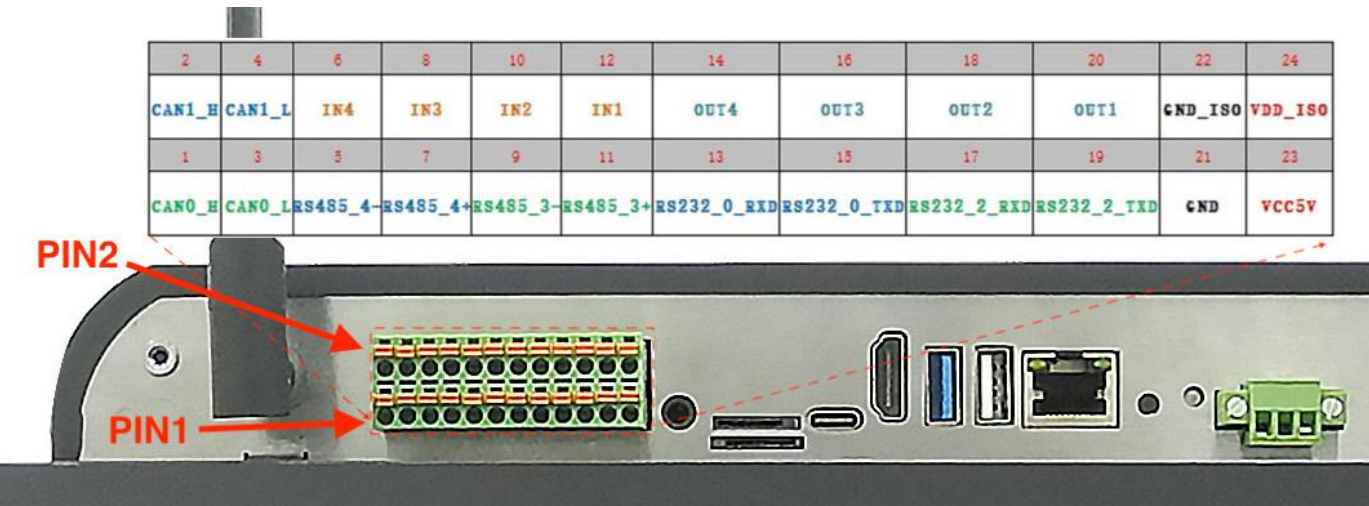 2 4 6 8 10 12 14 16 18 20 22 24
CAN1_H CAN1_L IN4 IN3 IN2 IN1 OUT4 OUT3 OUT2 OUT1 GND_ISO VDD_ISO
1 3 5 7 9 11 13 15 17 19 21 23
CAN0_H CAN0_L RS485_4- RS485_4+ RS485_3- RS485_3+ RS232_0_RXD RS232_0_TXD RS232_2_RXD RS232_2_TXD GND VCC5V
PIN2
PIN1